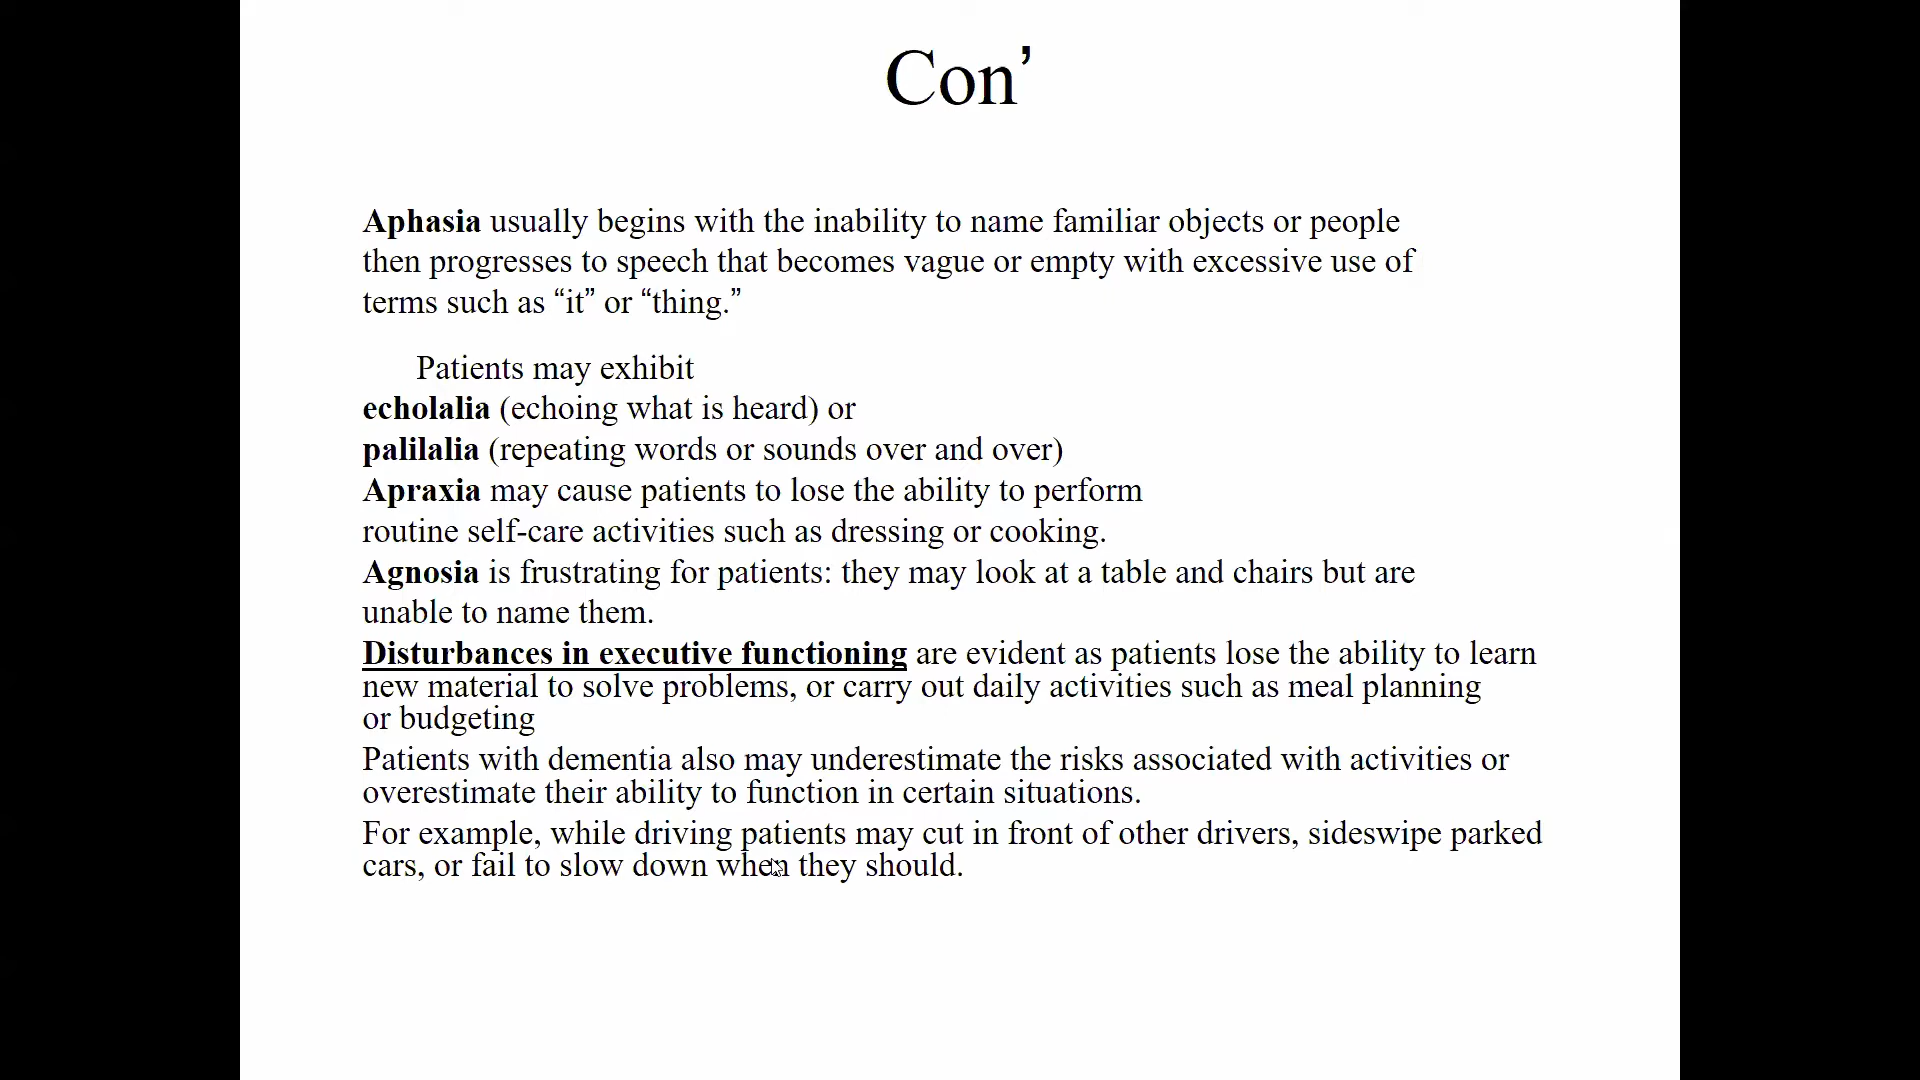 Con’
Aphasia usually begins with the inability to name familiar objects or people
then progresses to speech that becomes vague or empty with excessive use of
terms such as “it” or “thing.”
Patients may exhibit
echolalia (echoing what is heard) or
palilalia (repeating words or sounds over and over)
Apraxia may cause patients to lose the ability to perform
routine self-care activities such as dressing or cooking.
Agnosia is frustrating for patients: they may look at a table and chairs but are
unable to name them.
Disturbances in executive functioning are evident as patients lose the ability to learn
new material to solve problems, or carry out daily activities such as meal planning
or budgeting
Patients with dementia also may underestimate the risks associated with activities or
overestimate their ability to function in certain situations.
For example, while driving patients may cut in front of other drivers, sideswipe parked
cars, or fail to slow down when they should.